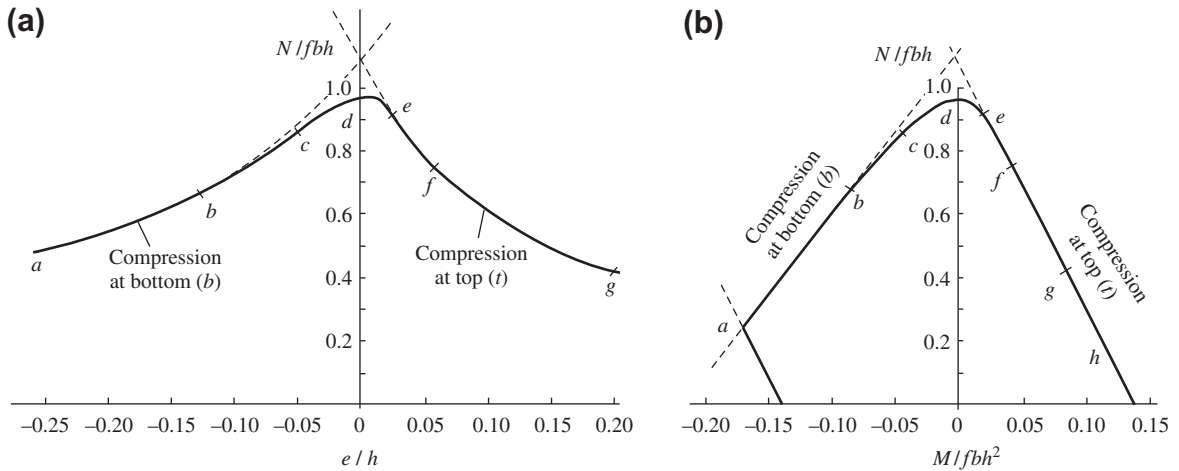 (a)
N/fbh
1.0
0.8
0.6
0.4
0.2
a
b
c
d
e
f
g
Compression
at bottom (b)
Compression
at top (t)
−0.25 −0.20 −0.15 −0.10 −0.05 0 0.05 0.10 0.15 0.20
e/h
(b)
N/fbh
1.0
0.8
0.6
0.4
0.2
a
b
c
d
e
f
g
h
Compression
at bottom (b)
Compression
at top (t)
−0.20 −0.15 −0.10 −0.05 0 0.05 0.10 0.15
M/fbh²